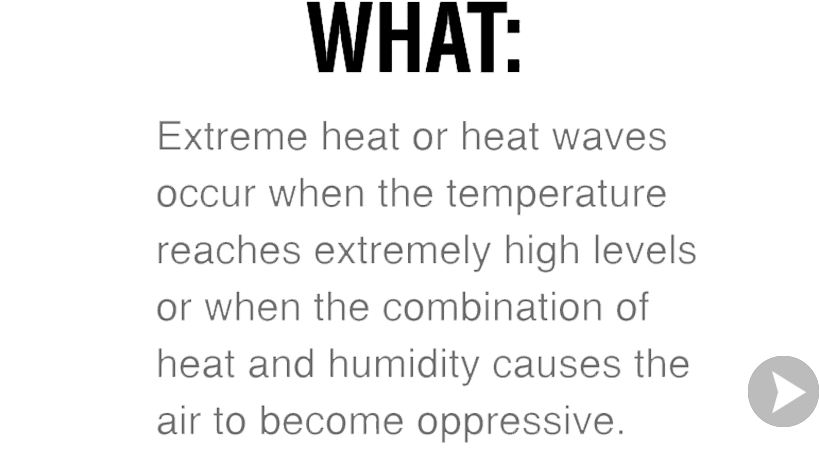 WHAT:
Extreme heat or heat waves
occur when the temperature
reaches extremely high levels
or when the combination of
heat and humidity causes the
air to become oppressive.